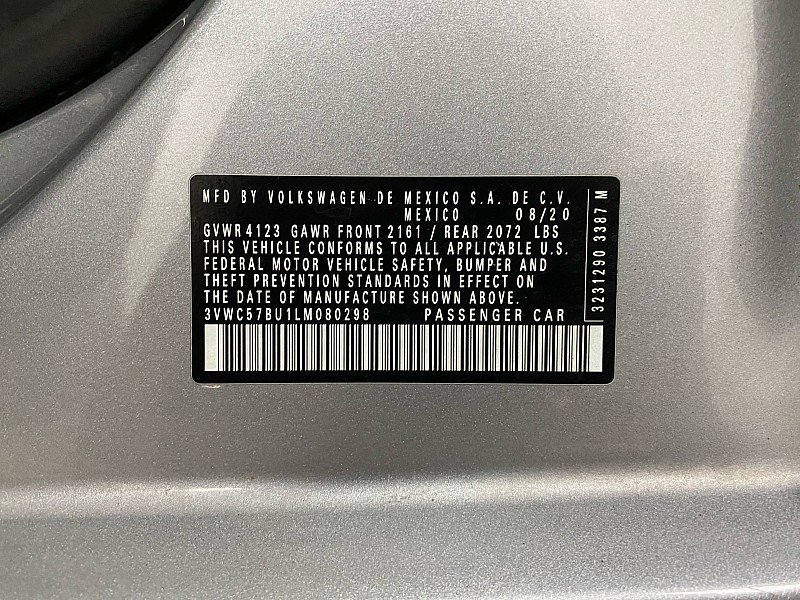 MFD BY VOLKSWAGEN DE MEXICO S.A. DE C.V.
MEXICO 08/20
GVWR 4123 GAWR FRONT 2161 / REAR 2072 LBS
THIS VEHICLE CONFORMS TO ALL APPLICABLE U.S.
FEDERAL MOTOR VEHICLE SAFETY, BUMPER AND
THEFT PREVENTION STANDARDS IN EFFECT ON
THE DATE OF MANUFACTURE SHOWN ABOVE.
3VWC57BU1LM080298 PASSENGER CAR
3231290 3387 M